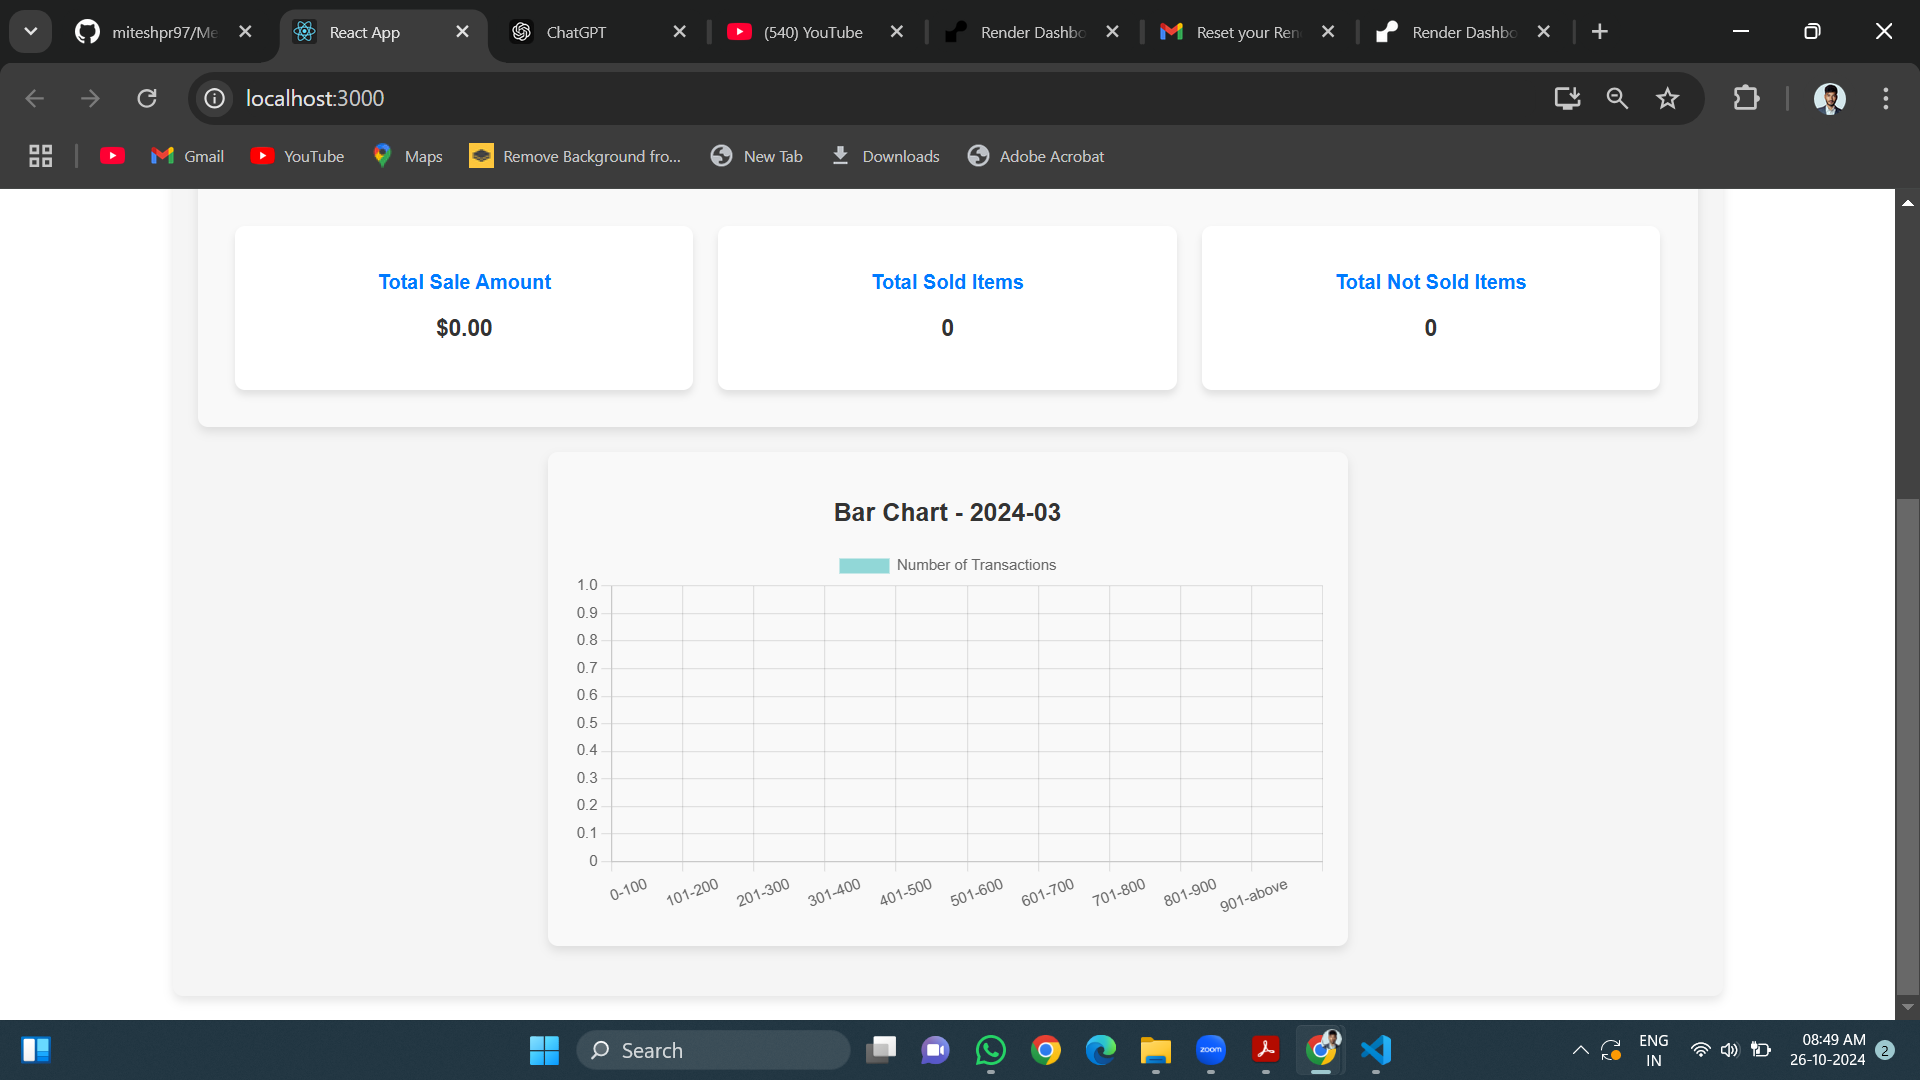 miteshpr97/Me
React App
ChatGPT
(540) YouTube
Render Dashbo
Reset your Ren
Render Dashbo
localhost:3000
Gmail
YouTube
Maps
Remove Background fro...
New Tab
Downloads
Adobe Acrobat
Total Sale Amount
$0.00
Total Sold Items
0
Total Not Sold Items
0
Bar Chart - 2024-03
Number of Transactions
1.0
0.9
0.8
0.7
0.6
0.5
0.4
0.3
0.2
0.1
0
0-100
101-200
201-300
301-400
401-500
501-600
601-700
701-800
801-900
901-above
Search
zoom
ENG
IN
08:49 AM
26-10-2024
2